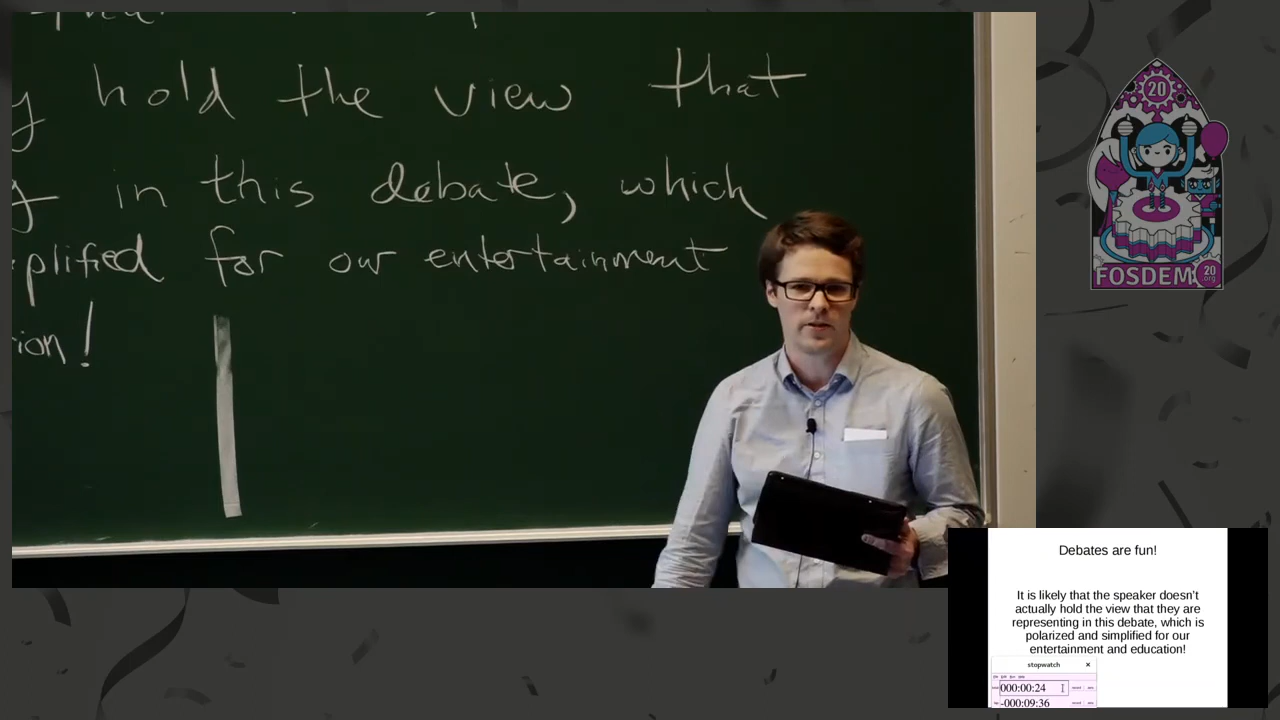 y hold the view that
g in this debate, which
plified for our entertainment
ion!
20
FOSDEM 20
.org
Debates are fun!
It is likely that the speaker doesn't
actually hold the view that they are
representing in this debate, which is
polarized and simplified for our
entertainment and education!
stopwatch
000:00:24
-000:09:36